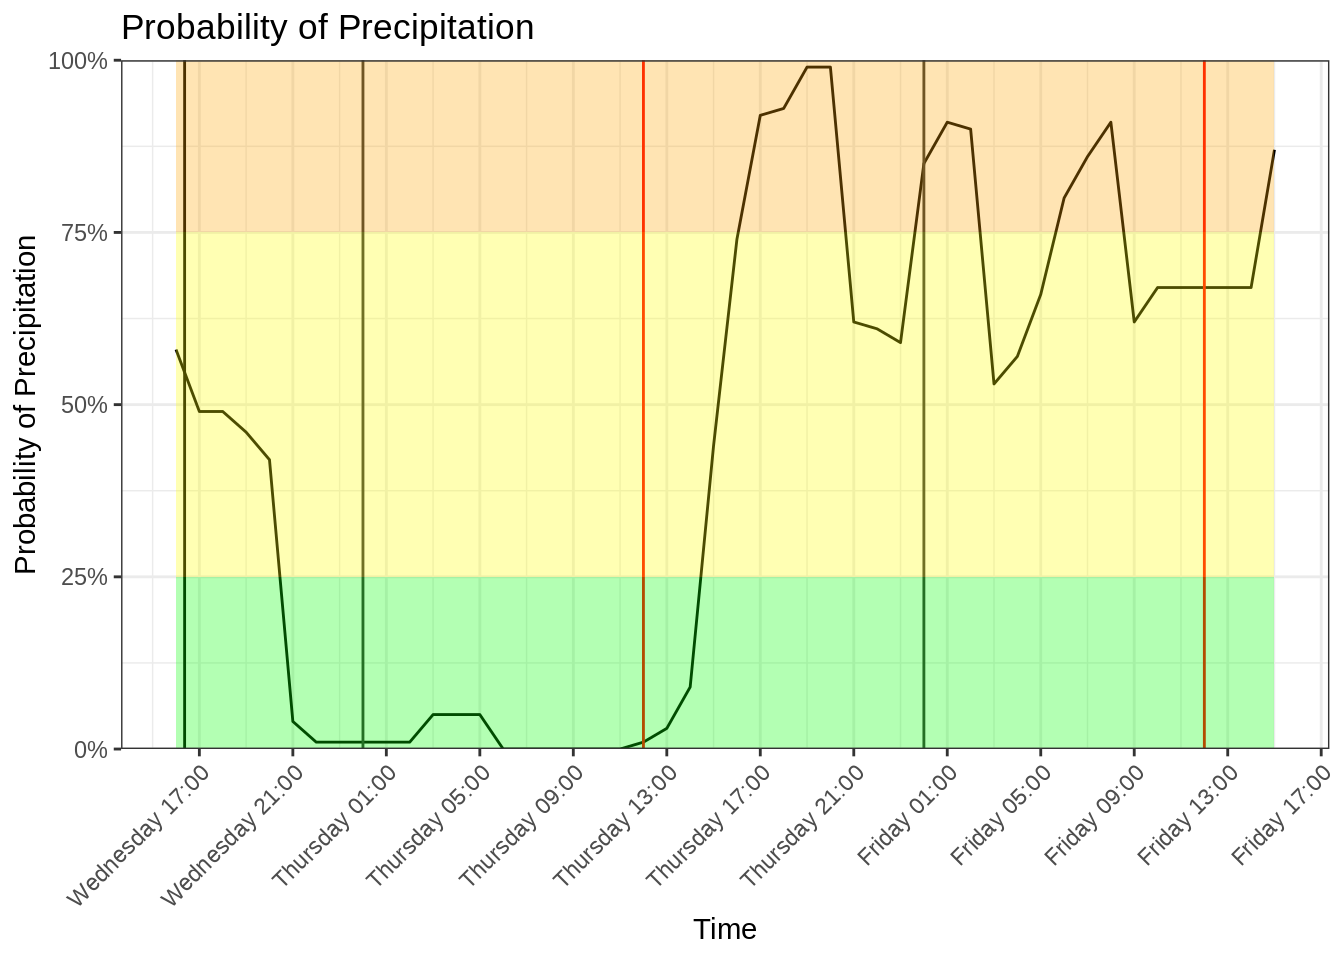 Probability of Precipitation
Probability of Precipitation
100%
75%
50%
25%
0%
Wednesday 17:00
Wednesday 21:00
Thursday 01:00
Thursday 05:00
Thursday 09:00
Thursday 13:00
Thursday 17:00
Thursday 21:00
Friday 01:00
Friday 05:00
Friday 09:00
Friday 13:00
Friday 17:00
Time